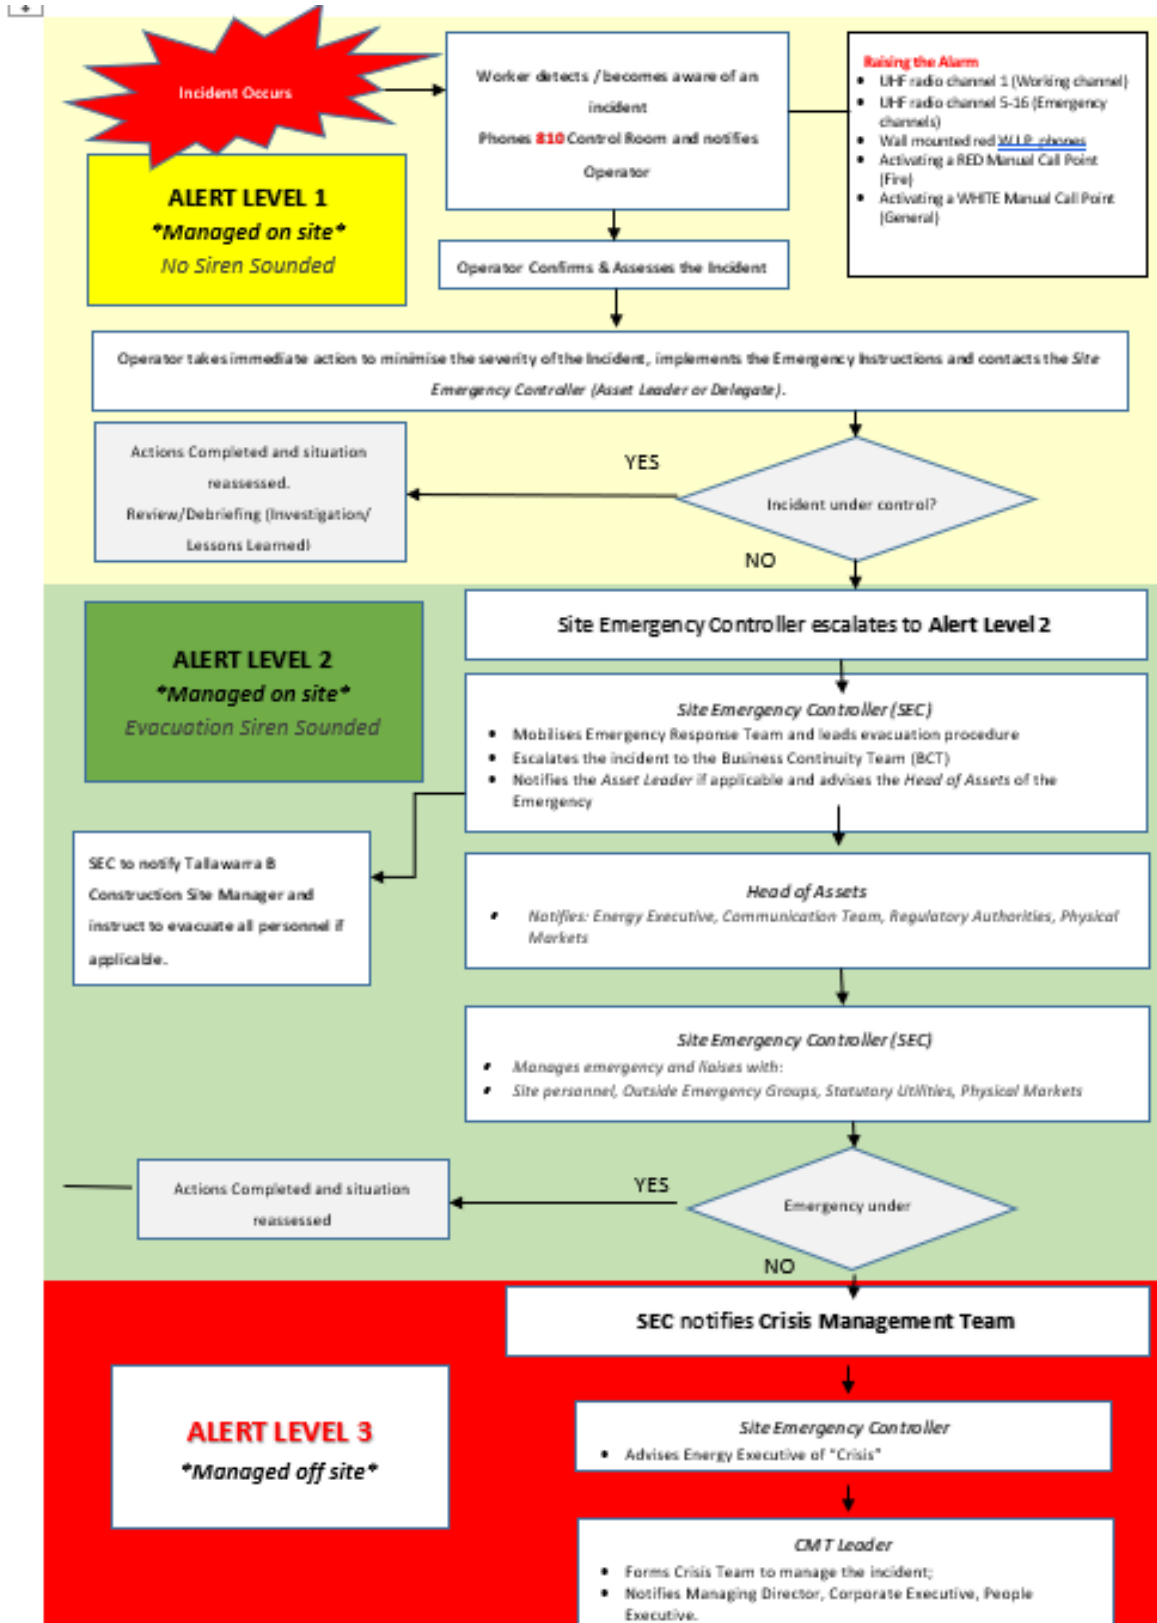 Incident Occurs
Worker detects / becomes aware of an
incident
Phones 810 Control Room and notifies
Operator
Raising the Alarm
UHF radio channel 1 (Working channel)
UHF radio channel 5-16 (Emergency
channels)
Wall mounted red W.I.P. phones
Activating a RED Manual Call Point
(Fire)
Activating a WHITE Manual Call Point
(General)
ALERT LEVEL 1
*Managed on site*
No Siren Sounded
Operator Confirms & Assesses the Incident
Operator takes immediate action to minimise the severity of the Incident, implements the Emergency Instructions and contacts the Site
Emergency Controller (Asset Leader or Delegate).
Actions Completed and situation
reassessed.
Review/Debriefing (Investigation/
Lessons Learned)
YES
Incident under control?
NO
Site Emergency Controller escalates to Alert Level 2
ALERT LEVEL 2
*Managed on site*
Evacuation Siren Sounded
Site Emergency Controller (SEC)
Mobilises Emergency Response Team and leads evacuation procedure
Escalates the incident to the Business Continuity Team (BCT)
Notifies the Asset Leader if applicable and advises the Head of Assets of the
Emergency
SEC to notify Tallawarra B
Construction Site Manager and
instruct to evacuate all personnel if
applicable.
Head of Assets
Notifies: Energy Executive, Communication Team, Regulatory Authorities, Physical
Markets
Site Emergency Controller (SEC)
Manages emergency and liaises with:
Site personnel, Outside Emergency Groups, Statutory Utilities, Physical Markets
Actions Completed and situation
reassessed
YES
Emergency under
NO
SEC notifies Crisis Management Team
ALERT LEVEL 3
*Managed off site*
Site Emergency Controller
Advises Energy Executive of "Crisis"
CMT Leader
Forms Crisis Team to manage the incident;
Notifies Managing Director, Corporate Executive, People
Executive.